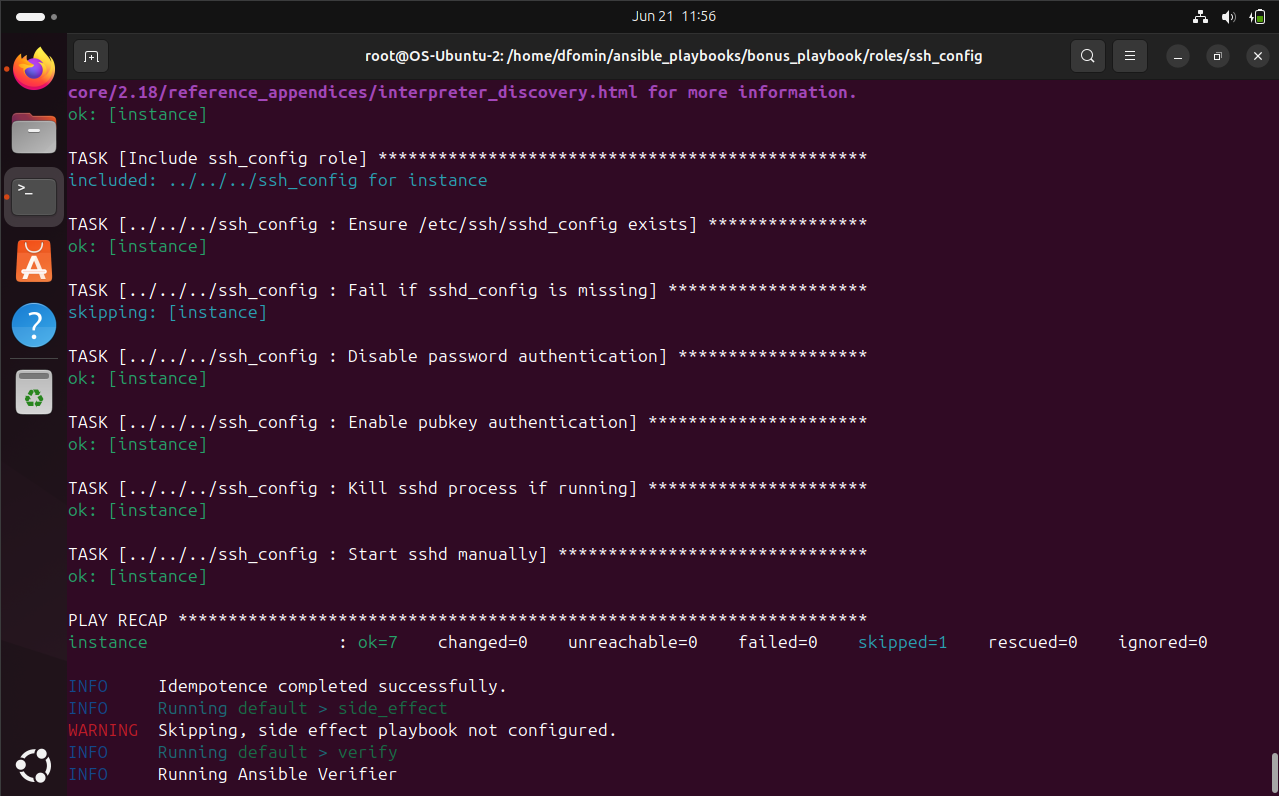 Jun 21 11:56
root@OS-Ubuntu-2: /home/dfomin/ansible_playbooks/bonus_playbook/roles/ssh_config
core/2.18/reference_appendices/interpreter_discovery.html for more information.
ok: [instance]
TASK [Include ssh_config role] *************************************************
included: ../../../ssh_config for instance
TASK [../../../ssh_config : Ensure /etc/ssh/sshd_config exists] ****************
ok: [instance]
TASK [../../../ssh_config : Fail if sshd_config is missing] ********************
skipping: [instance]
TASK [../../../ssh_config : Disable password authentication] *******************
ok: [instance]
TASK [../../../ssh_config : Enable pubkey authentication] **********************
ok: [instance]
TASK [../../../ssh_config : Kill sshd process if running] **********************
ok: [instance]
TASK [../../../ssh_config : Start sshd manually] *******************************
ok: [instance]
PLAY RECAP *********************************************************************
instance                   : ok=7    changed=0    unreachable=0    failed=0    skipped=1    rescued=0    ignored=0
INFO     Idempotence completed successfully.
INFO     Running default > side_effect
WARNING  Skipping, side effect playbook not configured.
INFO     Running default > verify
INFO     Running Ansible Verifier